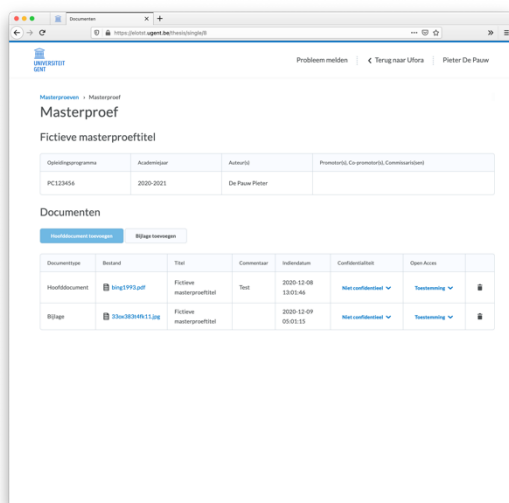 Documenten
https://elotst.ugent.be/thesis/single/8
UNIVERSITEIT
GENT
Probleem melden
Terug naar Ufora
Pieter De Pauw
Masterproeven
Masterproef
Masterproef
Fictieve masterproeftitel
Opleidingsprogramma Academiejaar Auteur(s) Promotor(s), Co-promotor(s), Commissaris(sen)
PC123456 2020-2021 De Pauw Pieter
Documenten
Hoofddocument toevoegen Bijlage toevoegen
Documenttype Bestand Titel Commentaar Indiendatum Confidentialiteit Open Acces
Hoofddocument bing1993.pdf Fictieve masterproeftitel Test 2020-12-08 13:01:46 Niet confidentieel Toestemming
Bijlage 33ox383t4fk11.jpg Fictieve masterproeftitel 2020-12-09 05:01:15 Niet confidentieel Toestemming